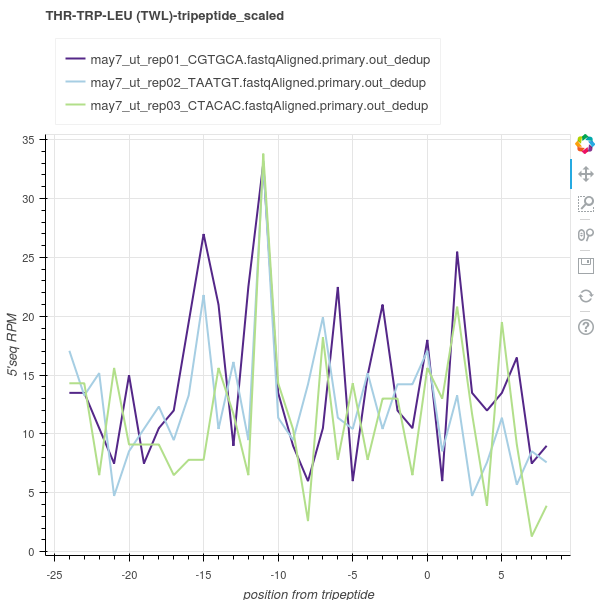 THR-TRP-LEU (TWL)-tripeptide_scaled
may7_ut_rep01_CGTGCA.fastqAligned.primary.out_dedup
may7_ut_rep02_TAATGT.fastqAligned.primary.out_dedup
may7_ut_rep03_CTACAC.fastqAligned.primary.out_dedup
35
30
25
20
15
10
5
0
5'seq RPM
-25 -20 -15 -10 -5 0 5
position from tripeptide